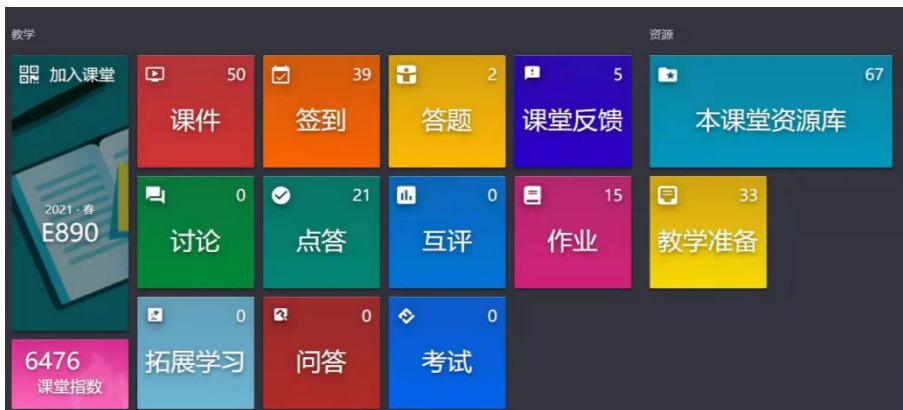 教学
资源
加入课堂
2021 · 春
E890
6476
课堂指数
50
课件
39
签到
2
答题
5
课堂反馈
67
本课堂资源库
0
讨论
21
点答
0
互评
15
作业
33
教学准备
0
拓展学习
0
问答
0
考试